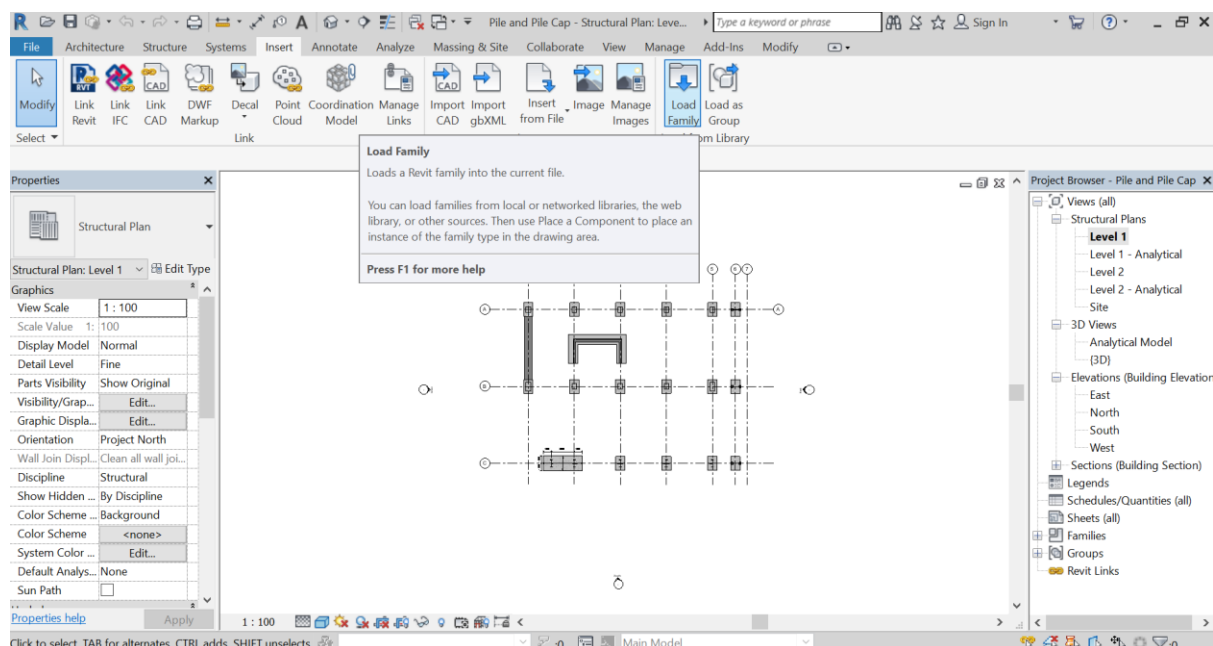 Pile and Pile Cap - Structural Plan: Leve...
Type a keyword or phrase
Sign In
File Architecture Structure Systems Insert Annotate Analyze Massing & Site Collaborate View Manage Add-Ins Modify
Modify Link Link Link DWF Decal Point Coordination Manage Import Import Insert Image Manage Load Load as
Revit IFC CAD Markup Cloud Model Links CAD gbXML from File Images Family Group
Select Link om Library
Load Family
Loads a Revit family into the current file.
You can load families from local or networked libraries, the web
library, or other sources. Then use Place a Component to place an
instance of the family type in the drawing area.
Press F1 for more help
Properties
Structural Plan
Structural Plan: Level 1 Edit Type
Graphics
View Scale 1 : 100
Scale Value 1: 100
Display Model Normal
Detail Level Fine
Parts Visibility Show Original
Visibility/Grap... Edit...
Graphic Displa... Edit...
Orientation Project North
Wall Join Displ... Clean all wall joi...
Discipline Structural
Show Hidden ... By Discipline
Color Scheme ... Background
Color Scheme <none>
System Color ... Edit...
Default Analys... None
Sun Path
Properties help Apply
5 6 7
A A
B
C
1 : 100
Project Browser - Pile and Pile Cap
Views (all)
Structural Plans
Level 1
Level 1 - Analytical
Level 2
Level 2 - Analytical
Site
3D Views
Analytical Model
{3D}
Elevations (Building Elevation
East
North
South
West
Sections (Building Section)
Legends
Schedules/Quantities (all)
Sheets (all)
Families
Groups
Revit Links
Click to select, TAB for alternates, CTRL adds, SHIFT unselects.
:0 Main Model
:0